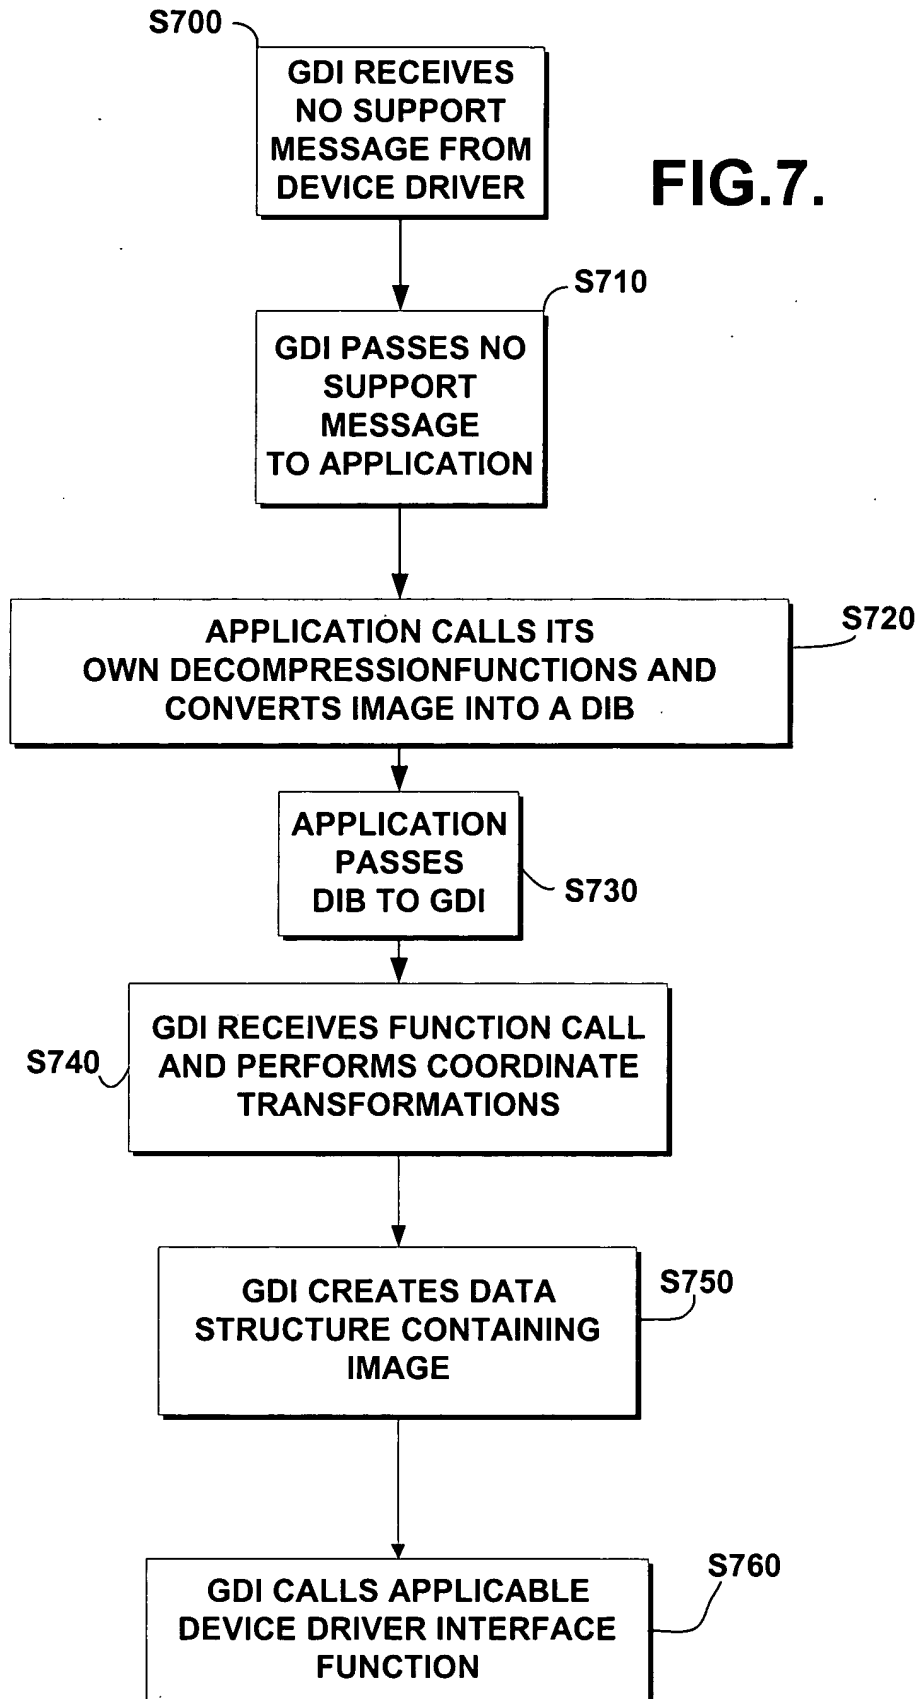 S700
GDI RECEIVES
NO SUPPORT
MESSAGE FROM
DEVICE DRIVER
FIG.7.
S710
GDI PASSES NO
SUPPORT
MESSAGE
TO APPLICATION
S720
APPLICATION CALLS ITS
OWN DECOMPRESSIONFUNCTIONS AND
CONVERTS IMAGE INTO A DIB
APPLICATION
PASSES
DIB TO GDI
S730
S740
GDI RECEIVES FUNCTION CALL
AND PERFORMS COORDINATE
TRANSFORMATIONS
S750
GDI CREATES DATA
STRUCTURE CONTAINING
IMAGE
S760
GDI CALLS APPLICABLE
DEVICE DRIVER INTERFACE
FUNCTION